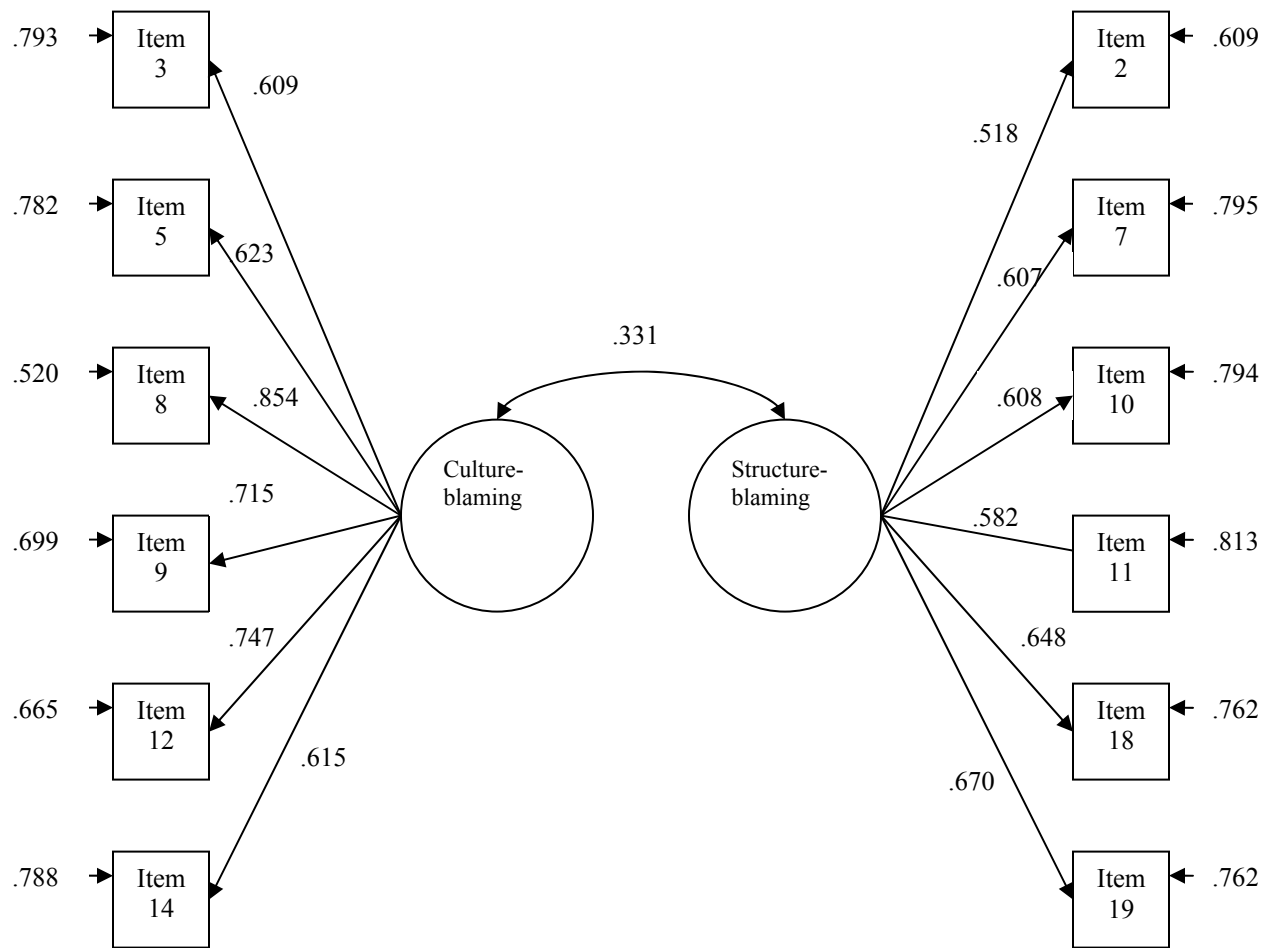 .793
Item
3
.609
.782
Item
5
.623
.520
Item
8
.854
.699
Item
9
.715
.665
Item
12
.747
.788
Item
14
.615
.331
Culture-
blaming
Structure-
blaming
.518
Item
2
.609
.607
Item
7
.795
.608
Item
10
.794
.582
Item
11
.813
.648
Item
18
.762
.670
Item
19
.762